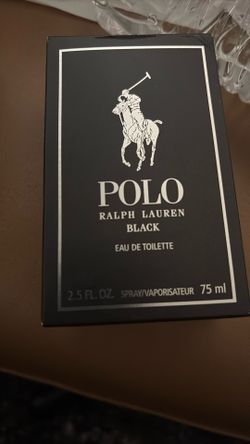 POLO
RALPH LAUREN
BLACK
EAU DE TOILETTE
2.5 FL. OZ. SPRAY/VAPORISATEUR 75 ml